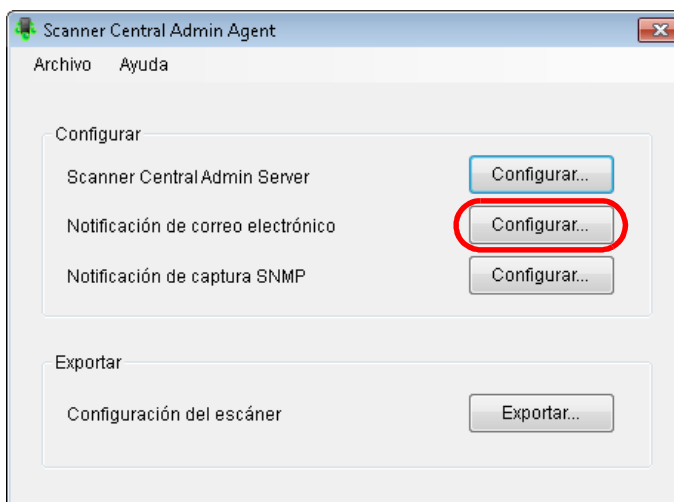 Scanner Central Admin Agent
Archivo Ayuda
Configurar
Scanner Central Admin Server Configurar...
Notificación de correo electrónico Configurar...
Notificación de captura SNMP Configurar...
Exportar
Configuración del escáner Exportar...